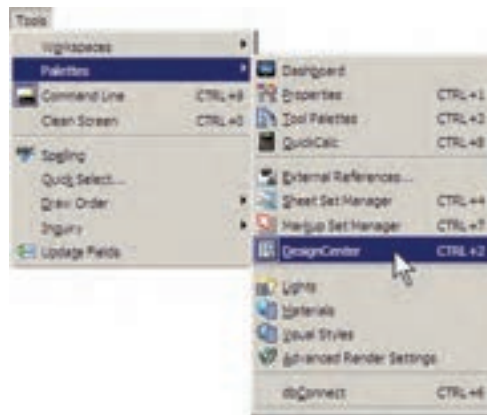 Tools
Workspaces
Palettes
Command Line CTRL+9
Clean Screen CTRL+0
Spelling
Quick Select...
Draw Order
Inquiry
Update Fields
Dashboard
Properties CTRL+1
Tool Palettes CTRL+3
QuickCalc CTRL+8
External References...
Sheet Set Manager CTRL+4
Markup Set Manager CTRL+7
DesignCenter CTRL+2
Lights
Materials
Visual Styles
Advanced Render Settings
dbConnect CTRL+6